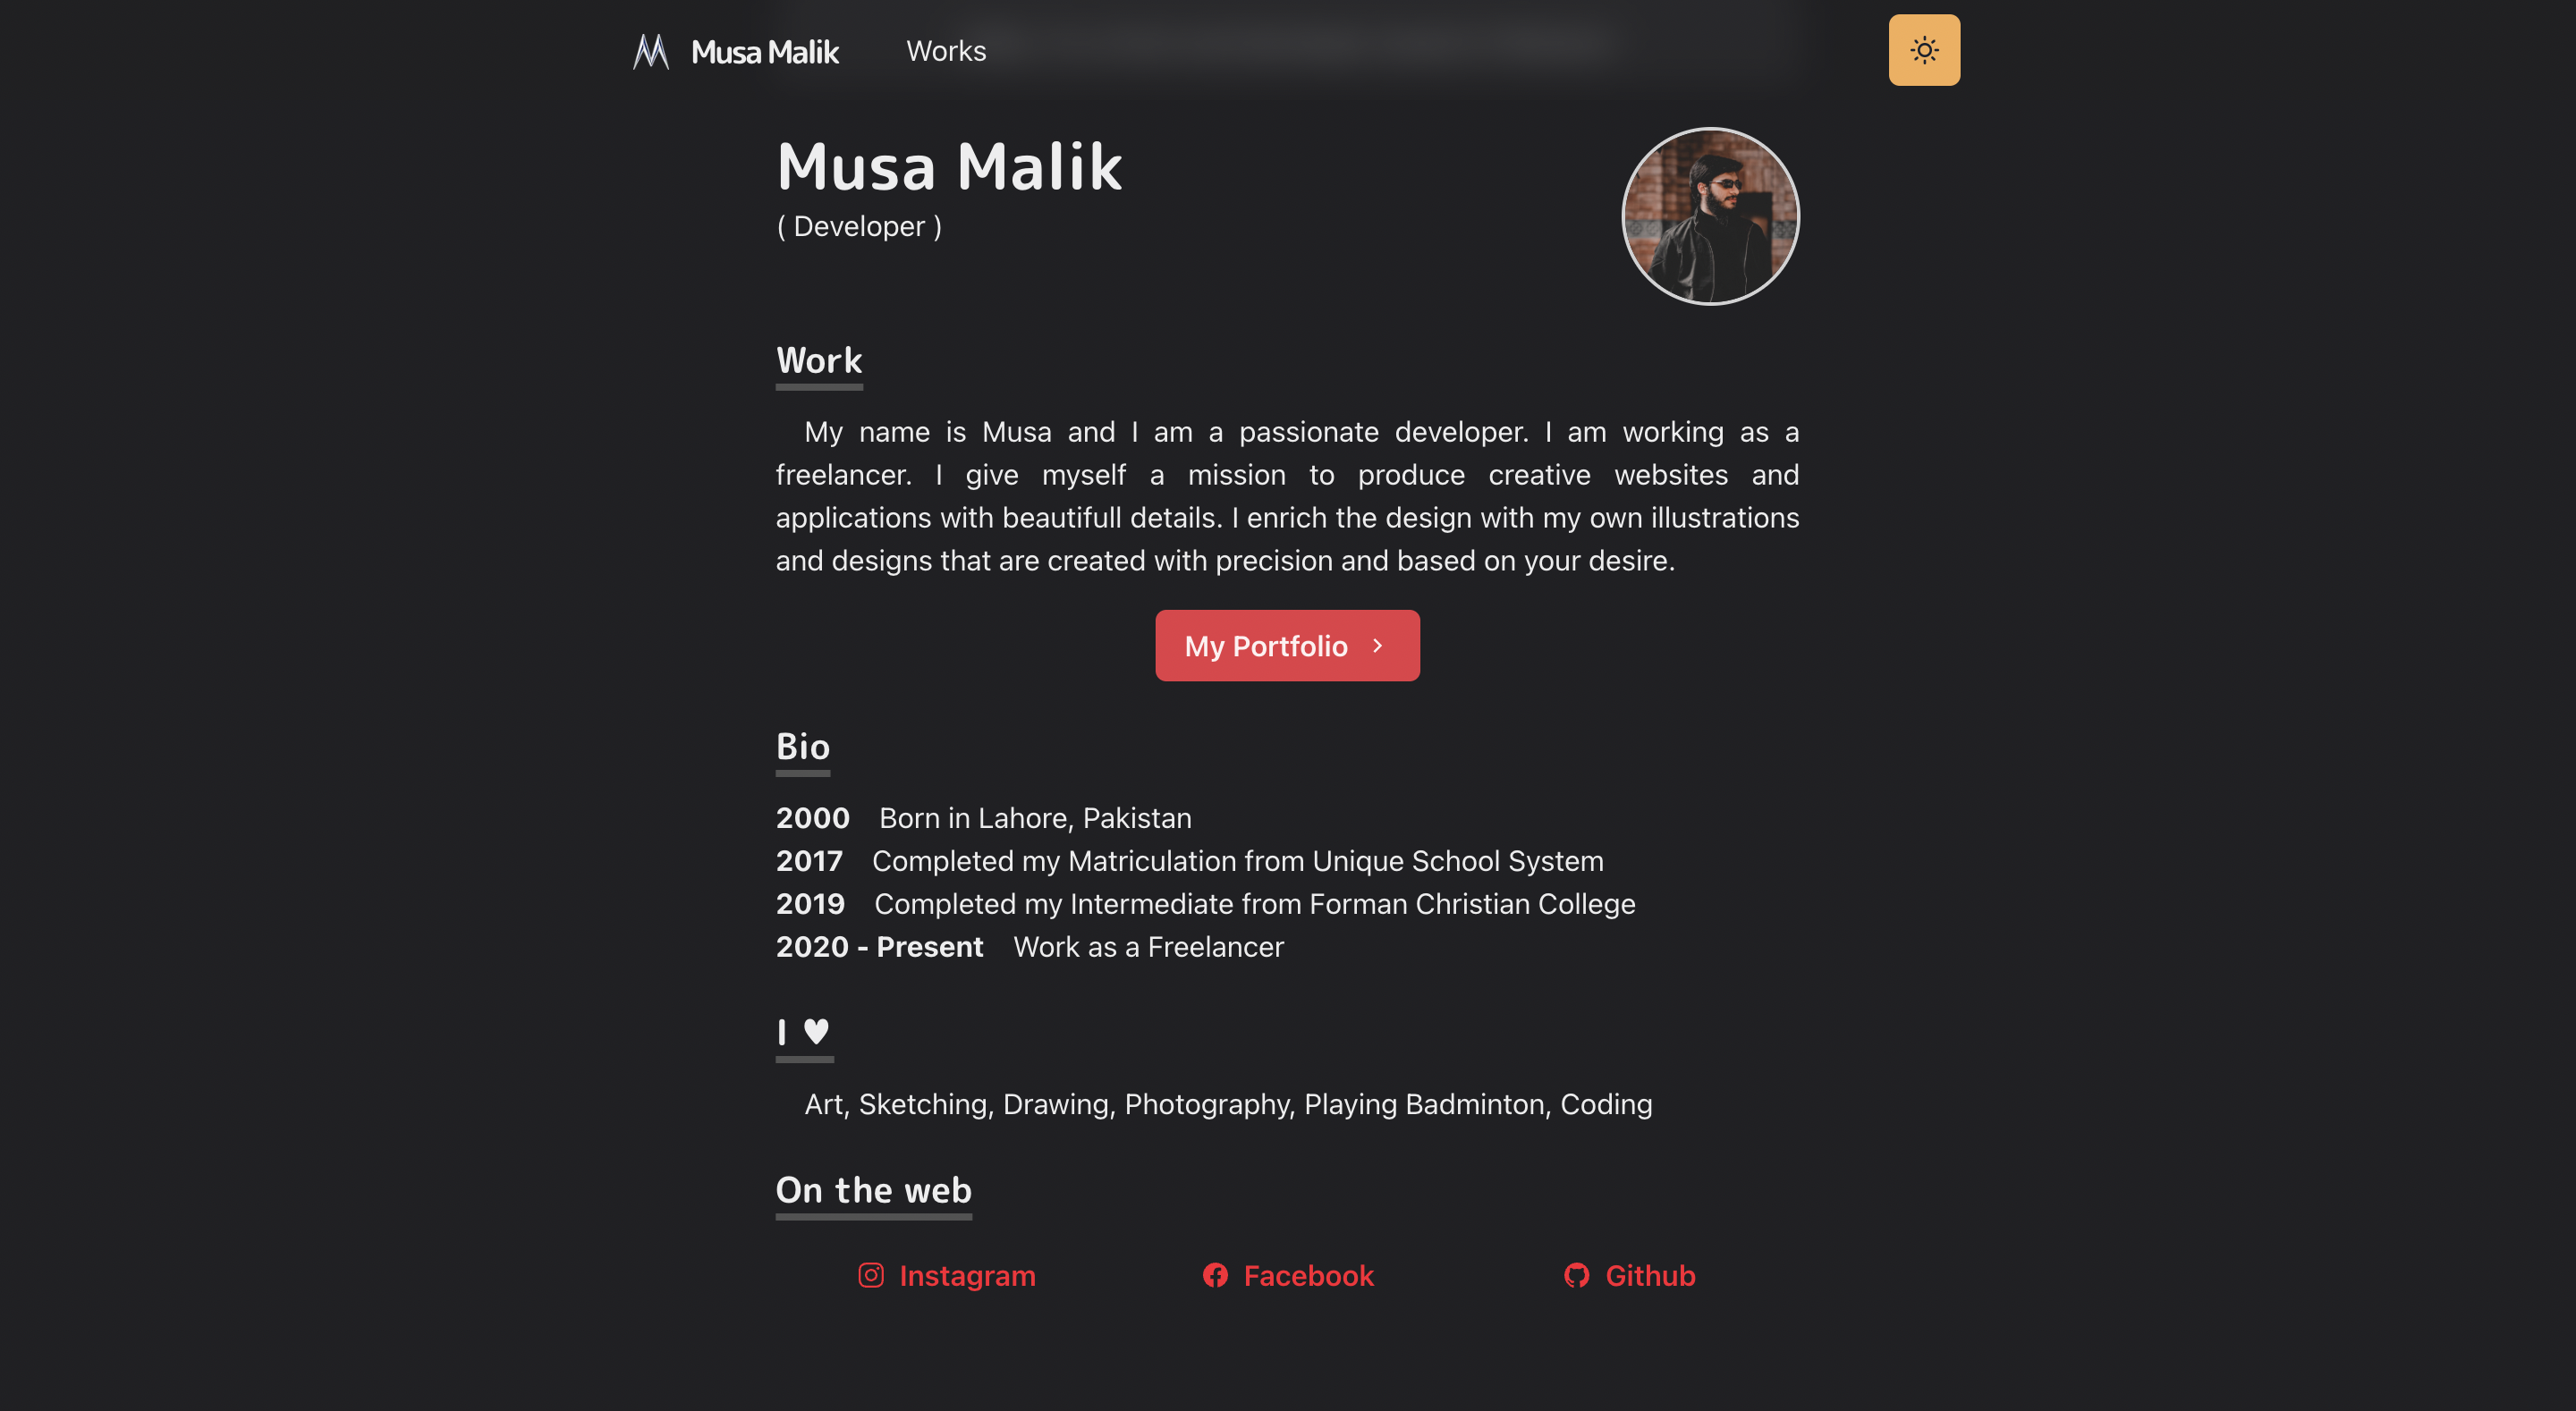 Musa Malik
Works
Musa Malik
( Developer )
Work
My name is Musa and I am a passionate developer. I am working as a
freelancer. I give myself a mission to produce creative websites and
applications with beautifull details. I enrich the design with my own illustrations
and designs that are created with precision and based on your desire.
My Portfolio
Bio
2000 Born in Lahore, Pakistan
2017 Completed my Matriculation from Unique School System
2019 Completed my Intermediate from Forman Christian College
2020 - Present Work as a Freelancer
I ♥
Art, Sketching, Drawing, Photography, Playing Badminton, Coding
On the web
Instagram
Facebook
Github